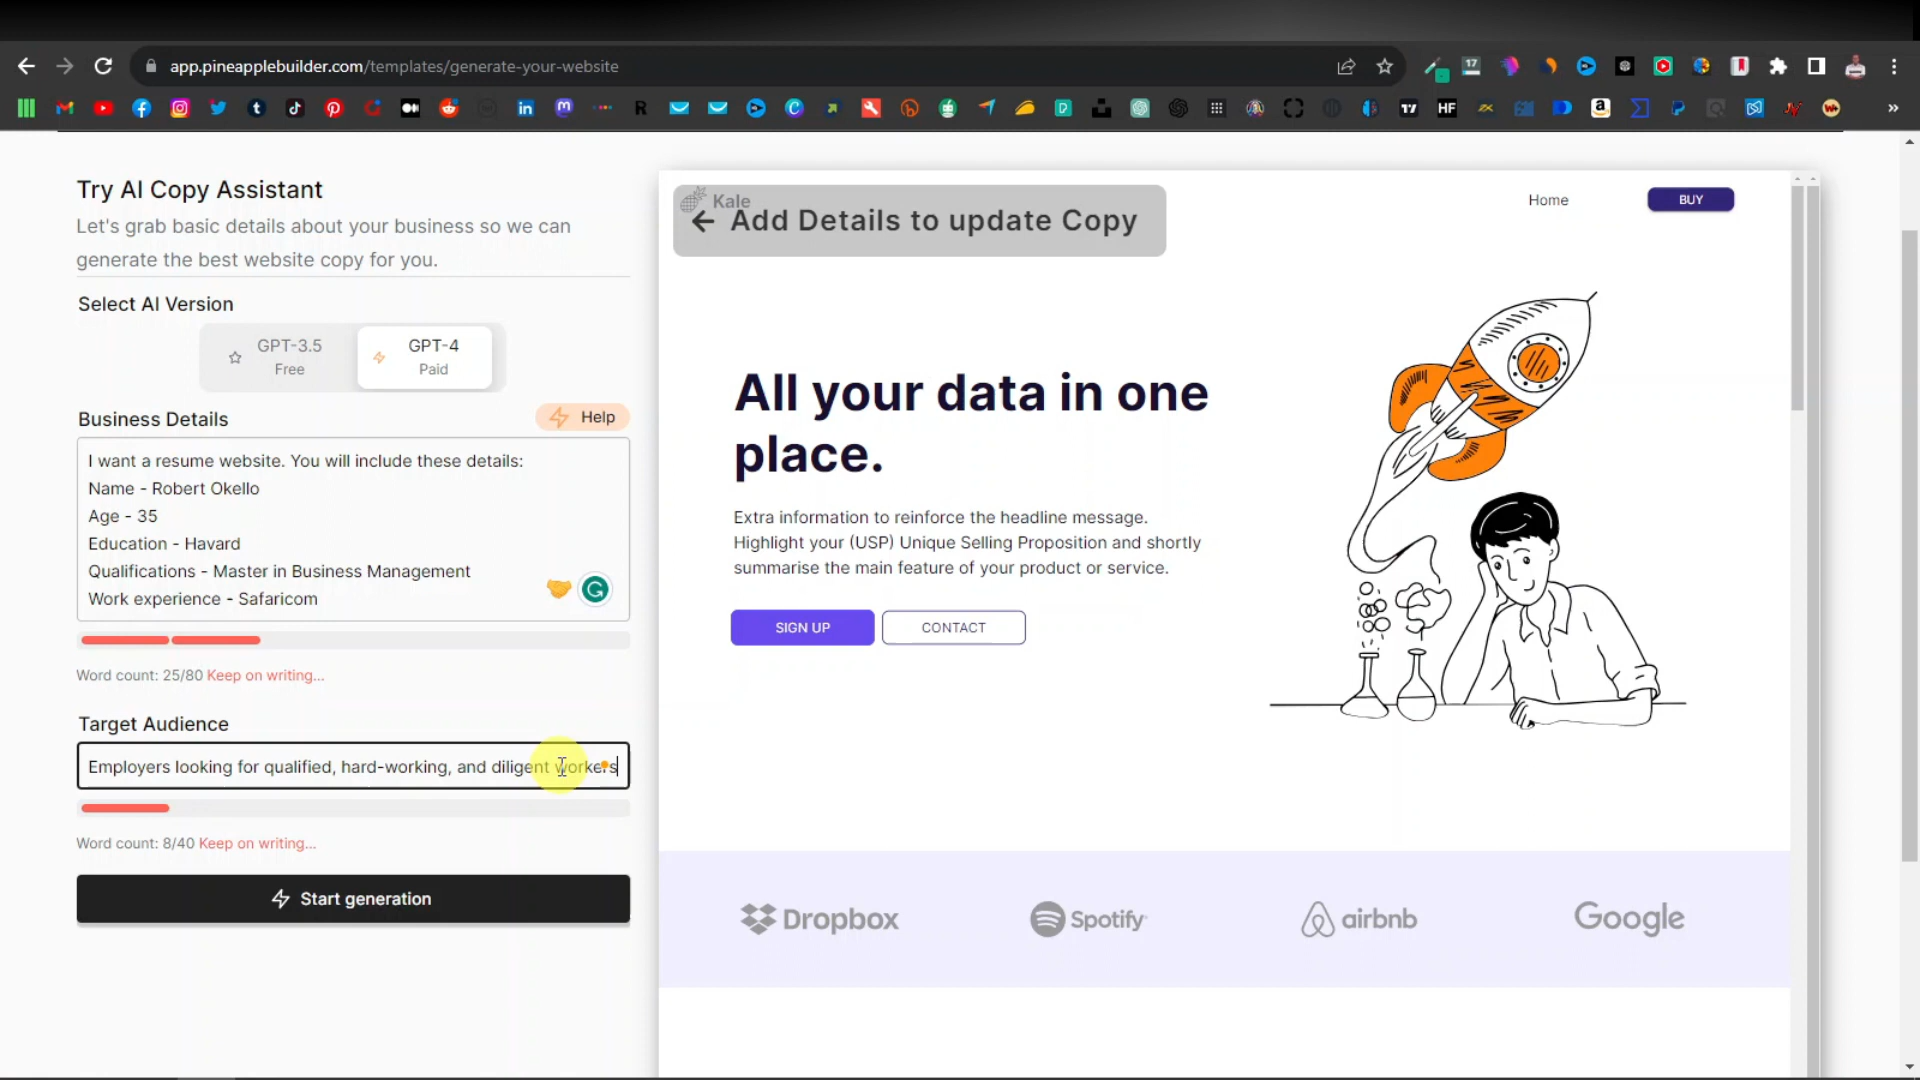 app.pineapplebuilder.com/templates/generate-your-website
Try AI Copy Assistant
Let's grab basic details about your business so we can
generate the best website copy for you.
Select AI Version
GPT-3.5
Free
GPT-4
Paid
Business Details
Help
I want a resume website. You will include these details:
Name - Robert Okello
Age - 35
Education - Havard
Qualifications - Master in Business Management
Work experience - Safaricom
Word count: 25/80 Keep on writing...
Target Audience
Employers looking for qualified, hard-working, and diligent workers
Word count: 8/40 Keep on writing...
Start generation
Kale
Add Details to update Copy
Home
BUY
All your data in one
place.
Extra information to reinforce the headline message.
Highlight your (USP) Unique Selling Proposition and shortly
summarise the main feature of your product or service.
SIGN UP
CONTACT
Dropbox
Spotify
airbnb
Google